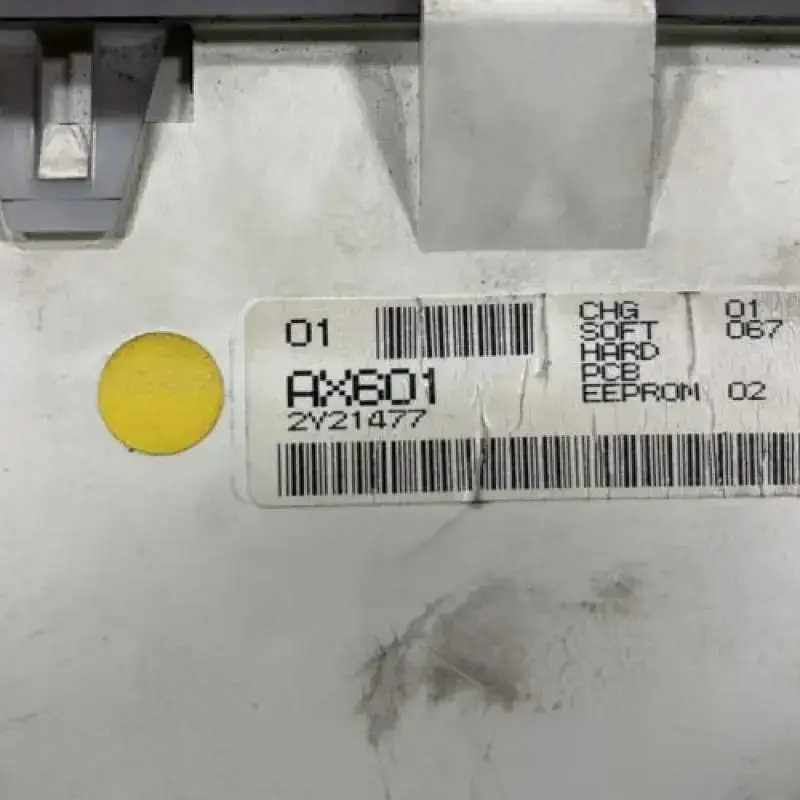 01
AX601
2Y21477
CHG 01
SOFT 067
HARD
PCB
EEPROM 02